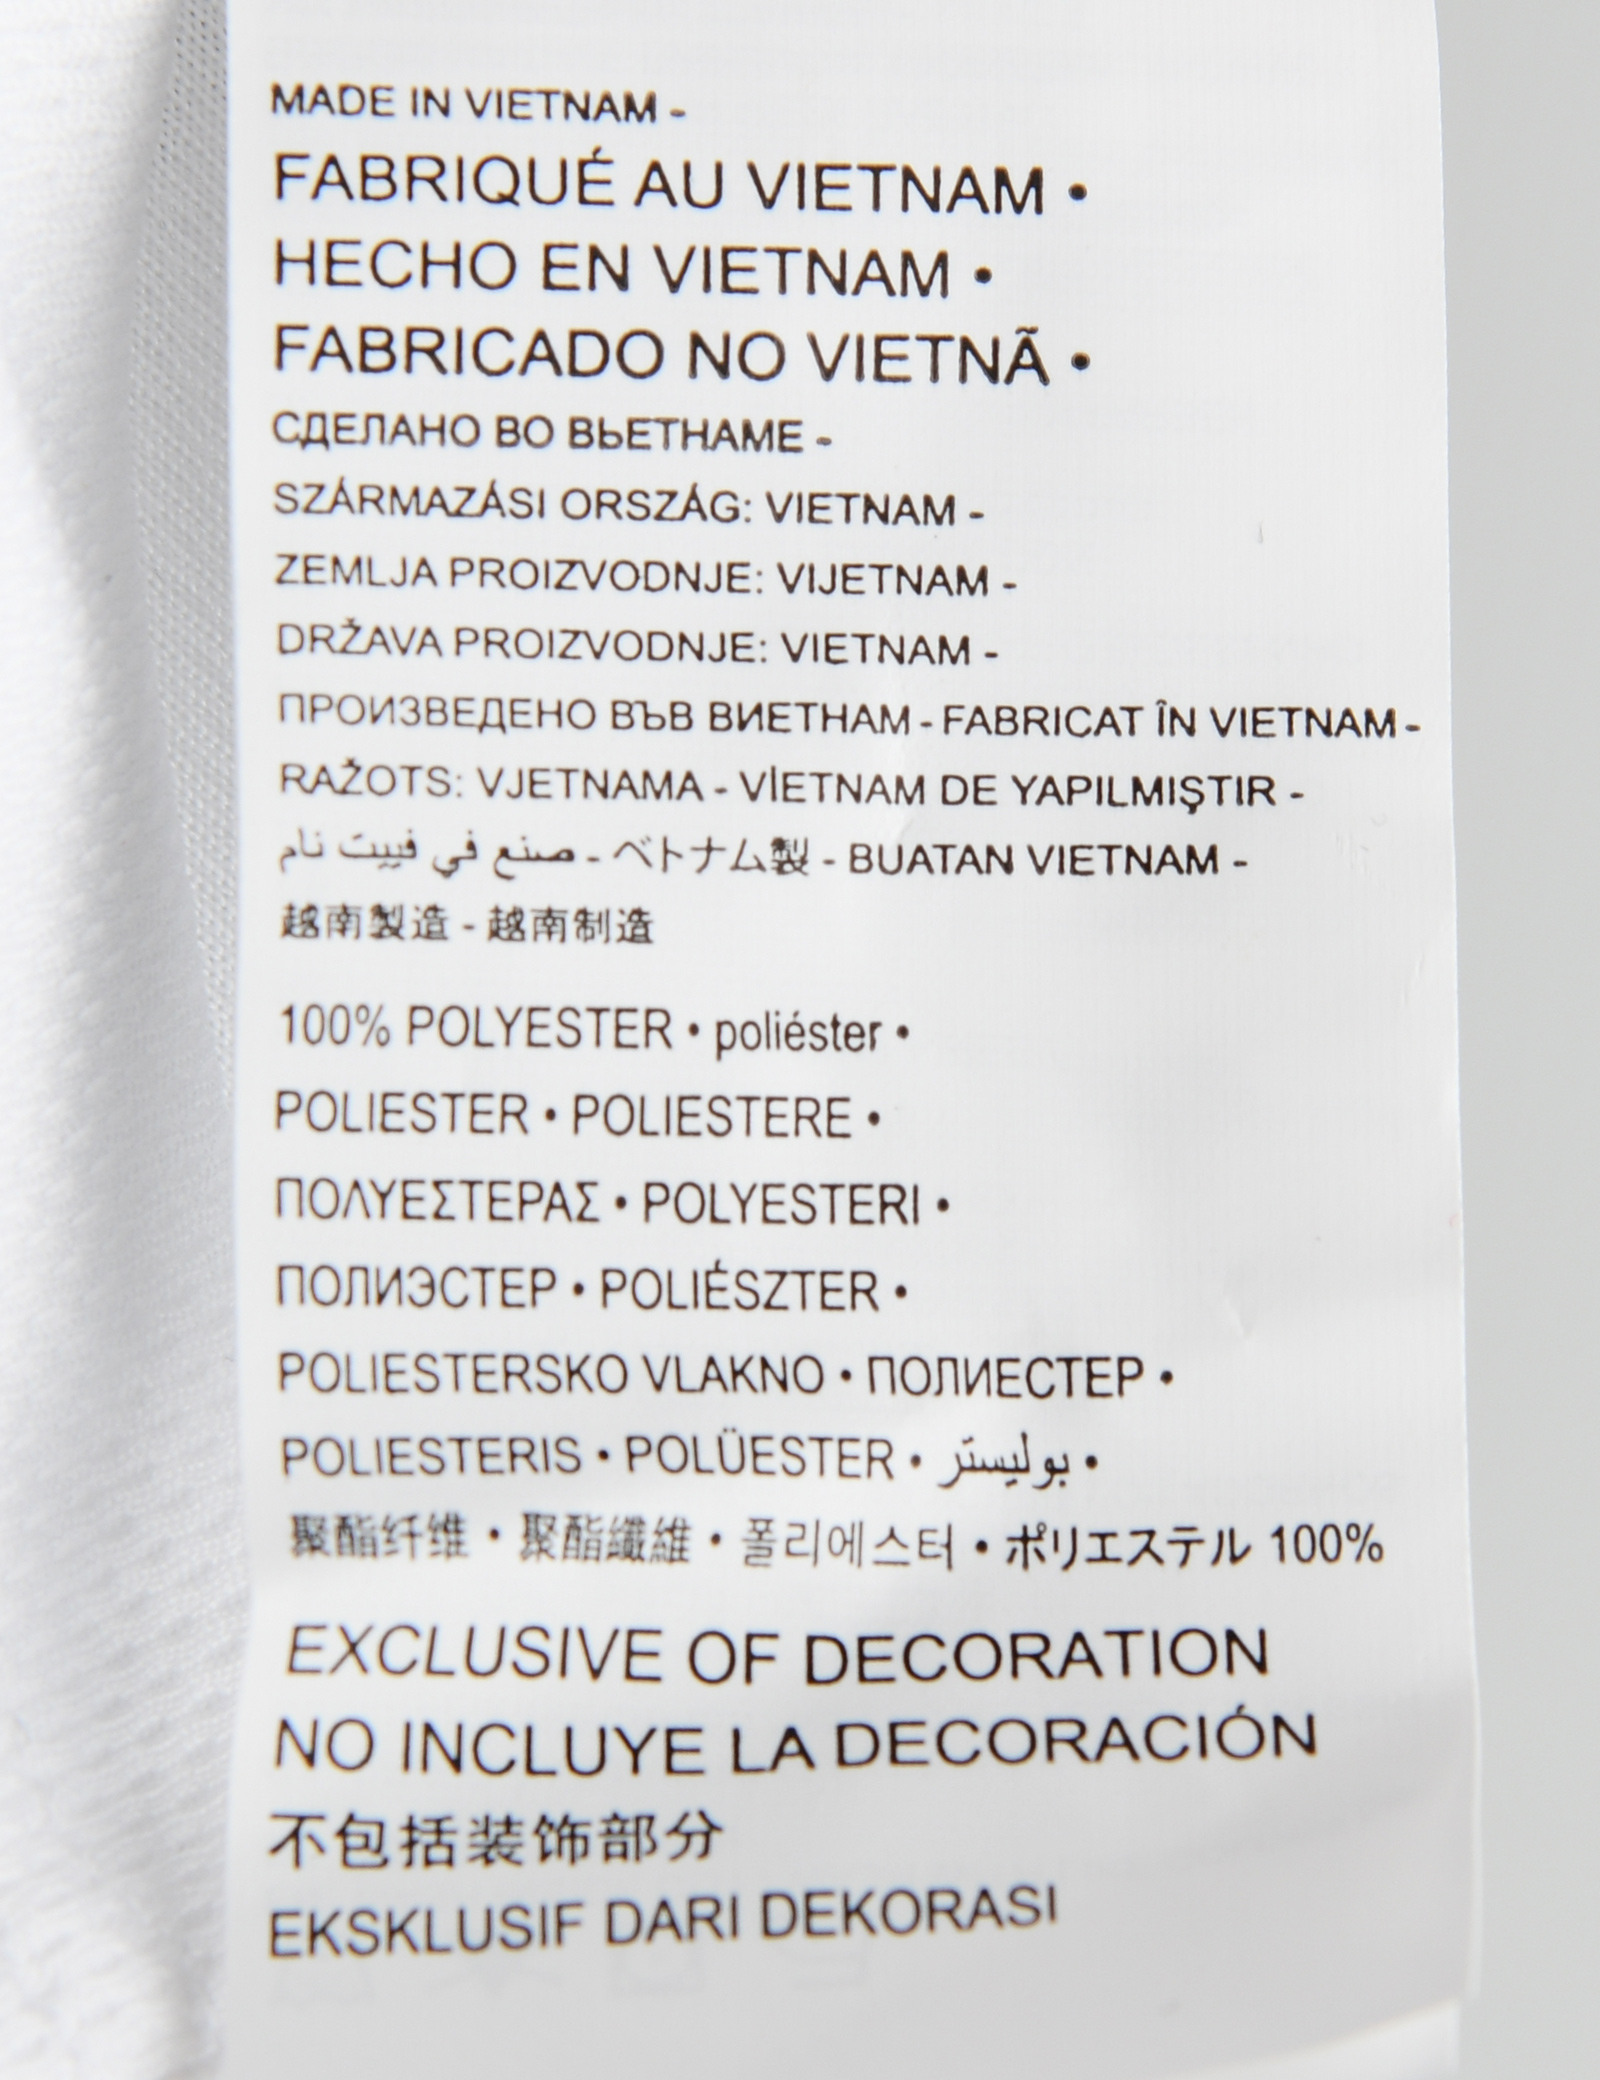 MADE IN VIETNAM -
FABRIQUÉ AU VIETNAM •
HECHO EN VIETNAM •
FABRICADO NO VIETNÃ •
СДЕЛАНО ВО ВЬЕТНАМЕ -
SZÁRMAZÁSI ORSZÁG: VIETNAM -
ZEMLJA PROIZVODNJE: VIJETNAM -
DRŽAVA PROIZVODNJE: VIETNAM -
ПРОИЗВЕДЕНО ВЪВ ВИЕТНАМ - FABRICAT ÎN VIETNAM -
RAŽOTS: VJETNAMA - VİETNAM DE YAPILMIŞTIR -
صنع في فييت نام - ベトナム製 - BUATAN VIETNAM -
越南製造 - 越南制造
100% POLYESTER • poliéster •
POLIESTER • POLIESTERE •
ΠΟΛΥΕΣΤΕΡΑΣ • POLYESTERI •
ПОЛИЭСТЕР • POLIÉSZTER •
POLIESTERSKO VLAKNO • ПОЛИЕСТЕР •
POLIESTERIS • POLÜESTER • بوليستر •
聚酯纤维 • 聚酯纖維 • 폴리에스터 • ポリエステル 100%
EXCLUSIVE OF DECORATION
NO INCLUYE LA DECORACIÓN
不包括装饰部分
EKSKLUSIF DARI DEKORASI